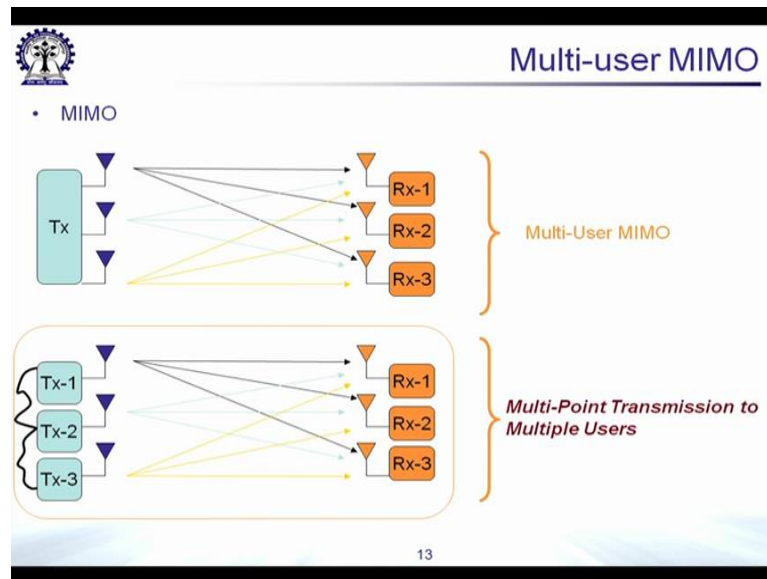 Multi-user MIMO
• MIMO
Tx
Rx-1
Rx-2
Rx-3
Multi-User MIMO
Tx-1
Tx-2
Tx-3
Rx-1
Rx-2
Rx-3
Multi-Point Transmission to
Multiple Users
13